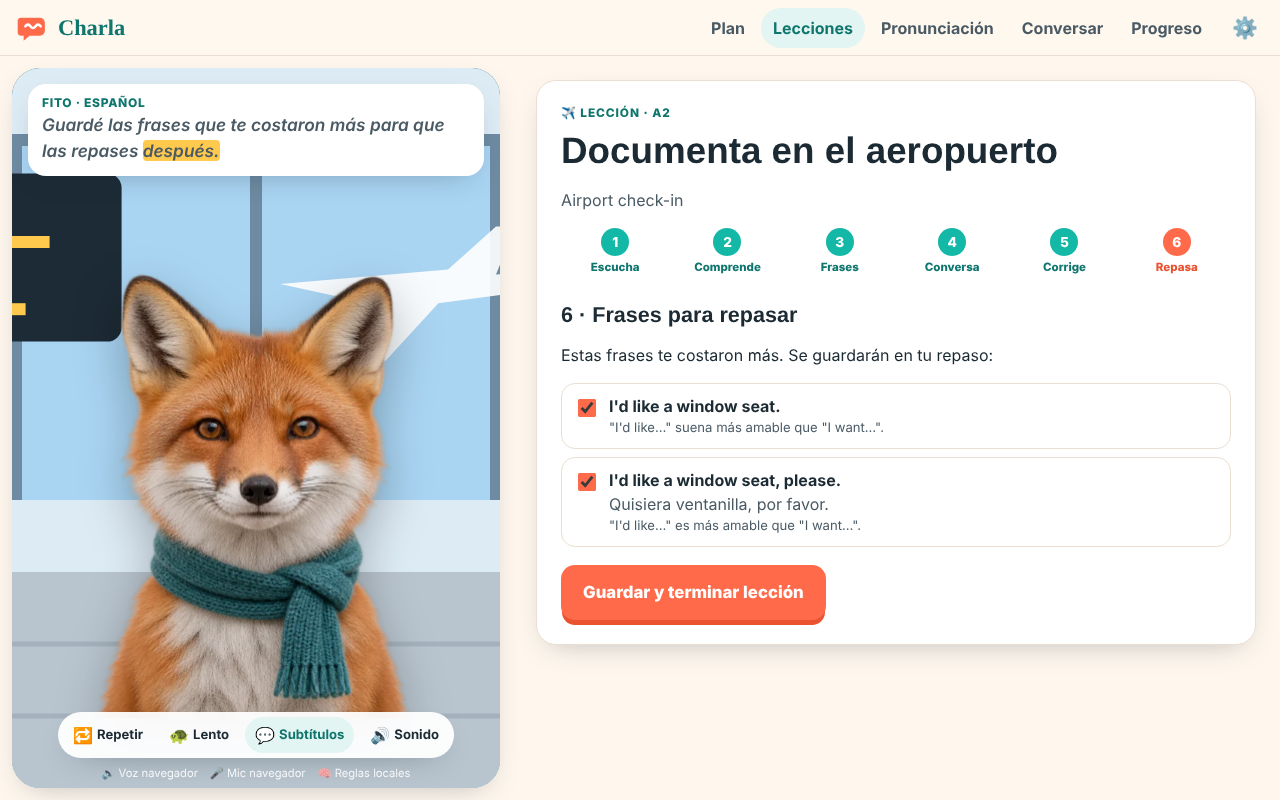 Charla
Plan
Lecciones
Pronunciación
Conversar
Progreso
FITO · ESPAÑOL
Guardé las frases que te costaron más para que
las repases después.
Repetir
Lento
Subtítulos
Sonido
Voz navegador
Mic navegador
Reglas locales
LECCIÓN · A2
Documenta en el aeropuerto
Airport check-in
1
Escucha
2
Comprende
3
Frases
4
Conversa
5
Corrige
6
Repasa
6 · Frases para repasar
Estas frases te costaron más. Se guardarán en tu repaso:
I'd like a window seat.
"I'd like…" suena más amable que "I want…".
I'd like a window seat, please.
Quisiera ventanilla, por favor.
"I'd like…" es más amable que "I want…".
Guardar y terminar lección